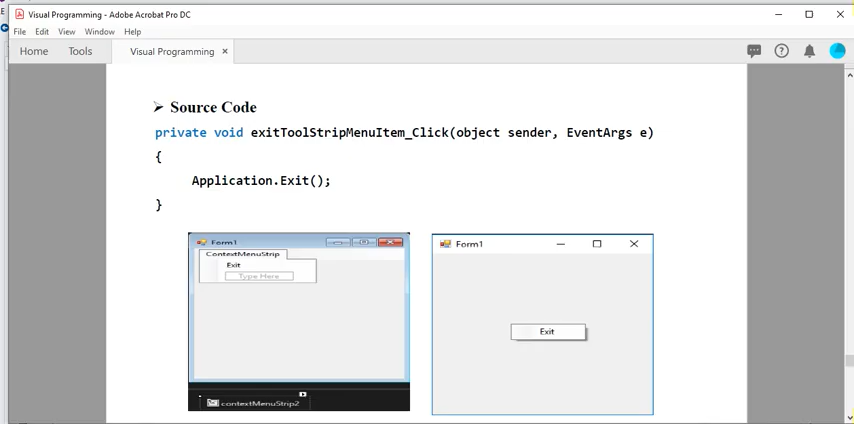 Visual Programming - Adobe Acrobat Pro DC
File Edit View Window Help
Home Tools Visual Programming ×
➢ Source Code
private void exitToolStripMenuItem_Click(object sender, EventArgs e)
{
Application.Exit();
}
Form1
ContextMenuStrip
Exit
Type Here
contextMenuStrip2
Form1
Exit